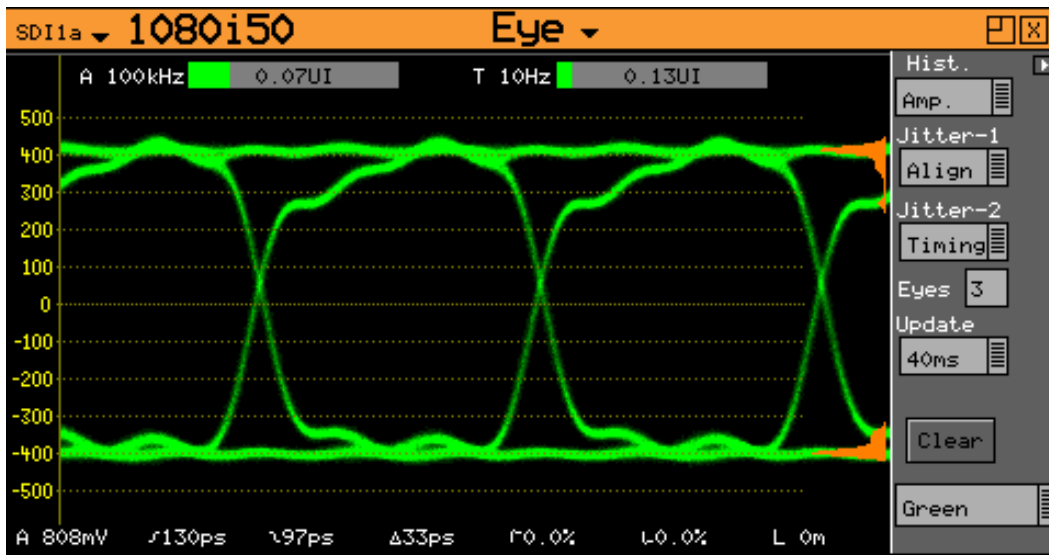 SDI1a 1080i50 Eye
A 100kHz 0.07UI T 10Hz 0.13UI
500
400
300
200
100
0
-100
-200
-300
-400
-500
A 808mV 130ps 97ps Δ33ps 0.0% 0.0% L 0m
Hist.
Amp.
Jitter-1
Align
Jitter-2
Timing
Eyes 3
Update
40ms
Clear
Green